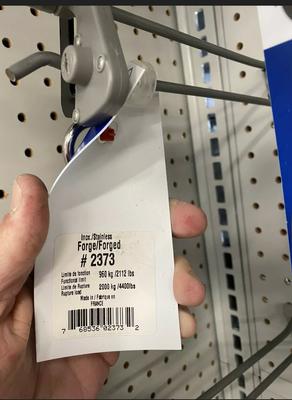 Inox./Stainless
Forge/Forged
# 2373
Limite de fonction 960 kg /2112 lbs
Functional limit
Limite de Rupture 2000 kg /4400lbs
Rupture load
Made in / Fabriqué en
FRANCE
7 68536 02373 2